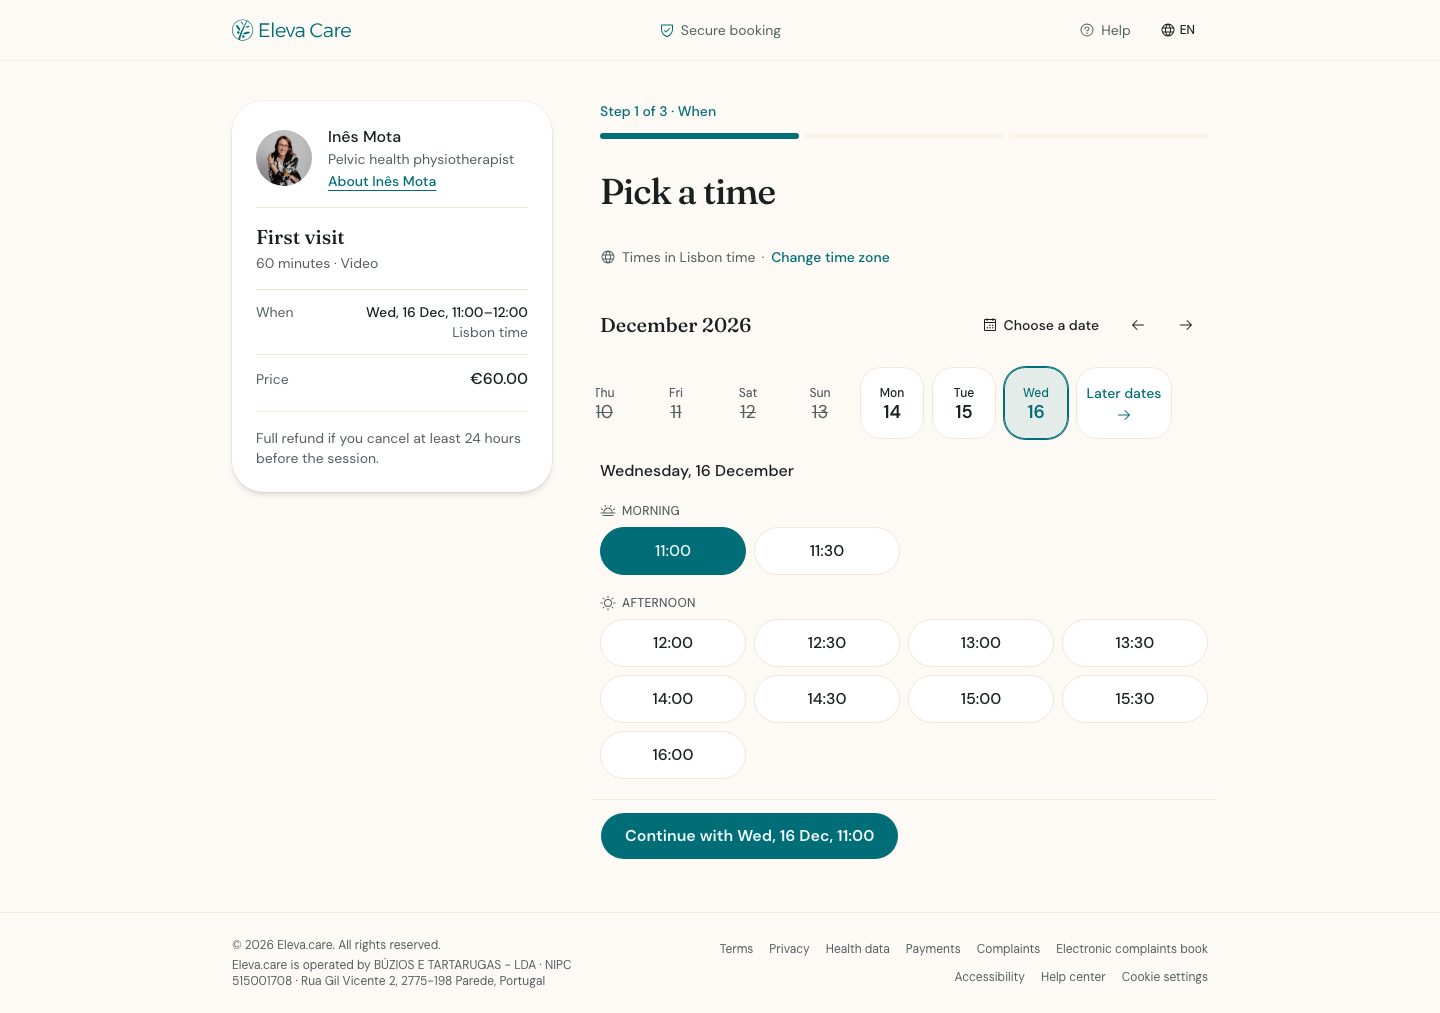 Eleva Care
Secure booking
Help
EN
Inês Mota
Pelvic health physiotherapist
About Inês Mota
First visit
60 minutes · Video
When
Wed, 16 Dec, 11:00–12:00
Lisbon time
Price
€60.00
Full refund if you cancel at least 24 hours
before the session.
Step 1 of 3 · When
Pick a time
Times in Lisbon time · Change time zone
December 2026
Choose a date
Thu
10
Fri
11
Sat
12
Sun
13
Mon
14
Tue
15
Wed
16
Later dates
Wednesday, 16 December
MORNING
11:00
11:30
AFTERNOON
12:00
12:30
13:00
13:30
14:00
14:30
15:00
15:30
16:00
Continue with Wed, 16 Dec, 11:00
© 2026 Eleva.care. All rights reserved.
Eleva.care is operated by BÚZIOS E TARTARUGAS - LDA · NIPC
515001708 · Rua Gil Vicente 2, 2775-198 Parede, Portugal
Terms Privacy Health data Payments Complaints Electronic complaints book
Accessibility Help center Cookie settings